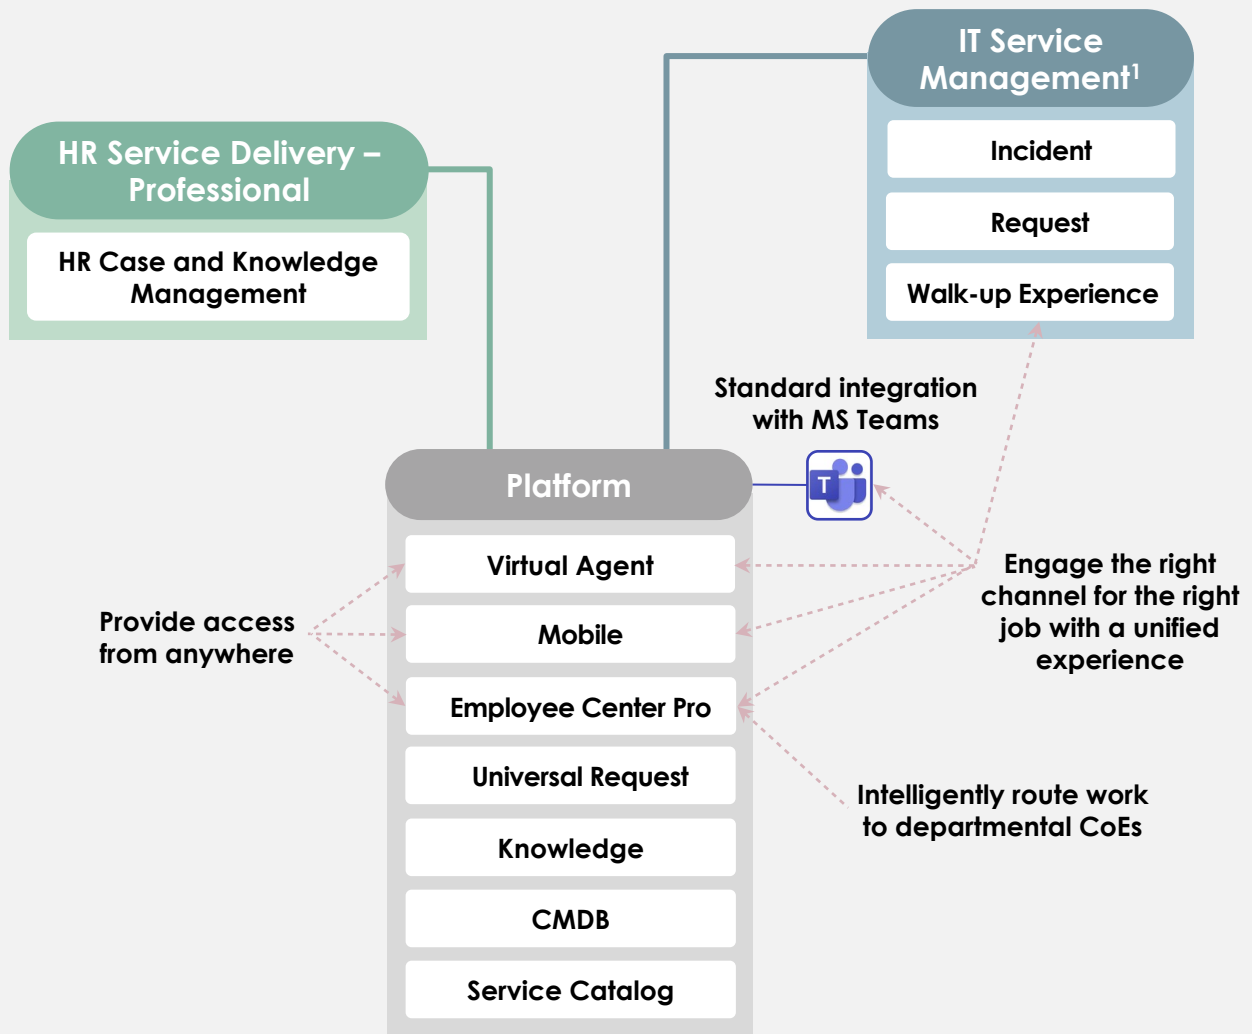 IT Service
Management¹
Incident
Request
Walk-up Experience
HR Service Delivery –
Professional
HR Case and Knowledge
Management
Standard integration
with MS Teams
T
Platform
Virtual Agent
Mobile
Employee Center Pro
Universal Request
Knowledge
CMDB
Service Catalog
Provide access
from anywhere
Engage the right
channel for the right
job with a unified
experience
Intelligently route work
to departmental CoEs